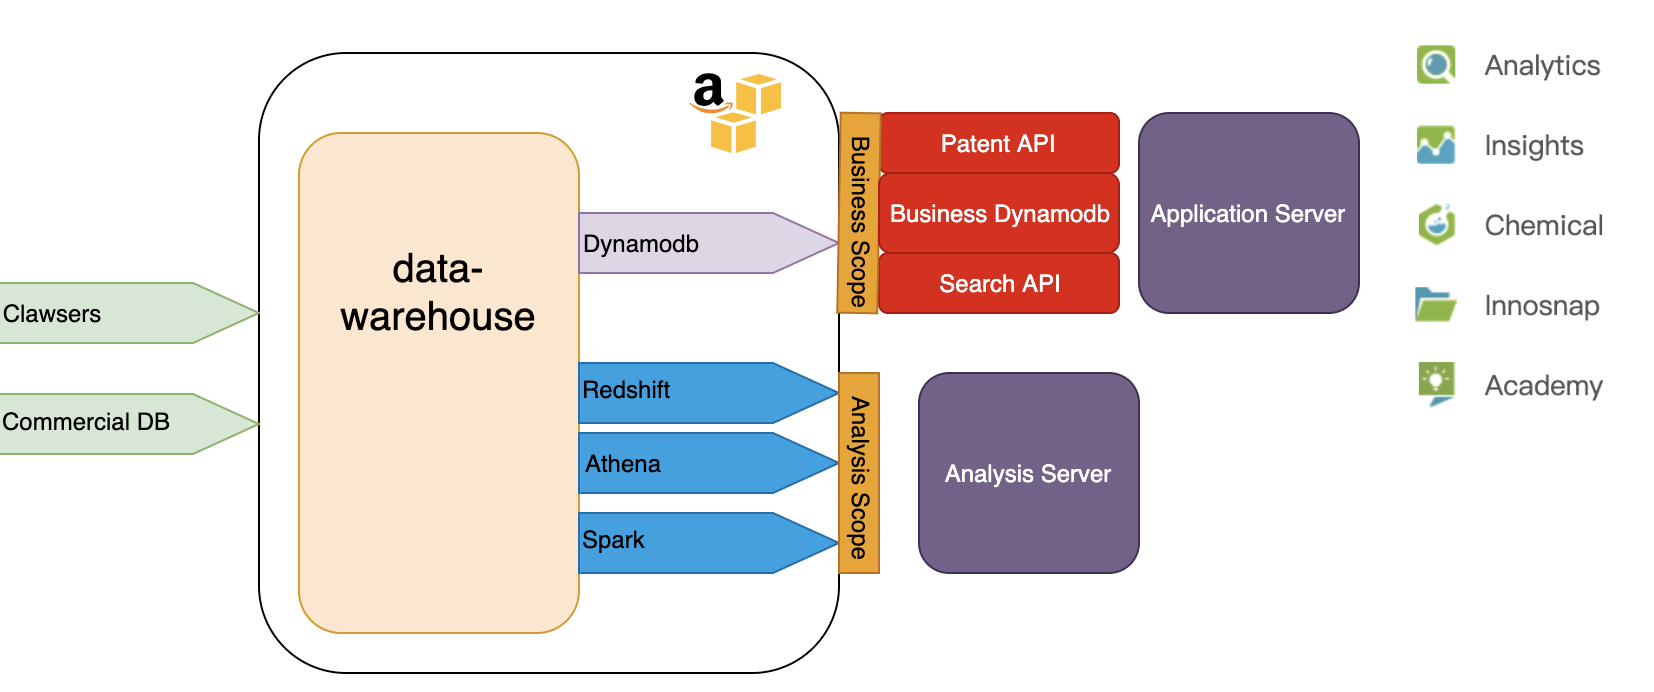 Clawsers
Commercial DB
data-
warehouse
a
Dynamodb
Redshift
Athena
Spark
Business Scope
Analysis Scope
Patent API
Business Dynamodb
Search API
Application Server
Analysis Server
Analytics
Insights
Chemical
Innosnap
Academy